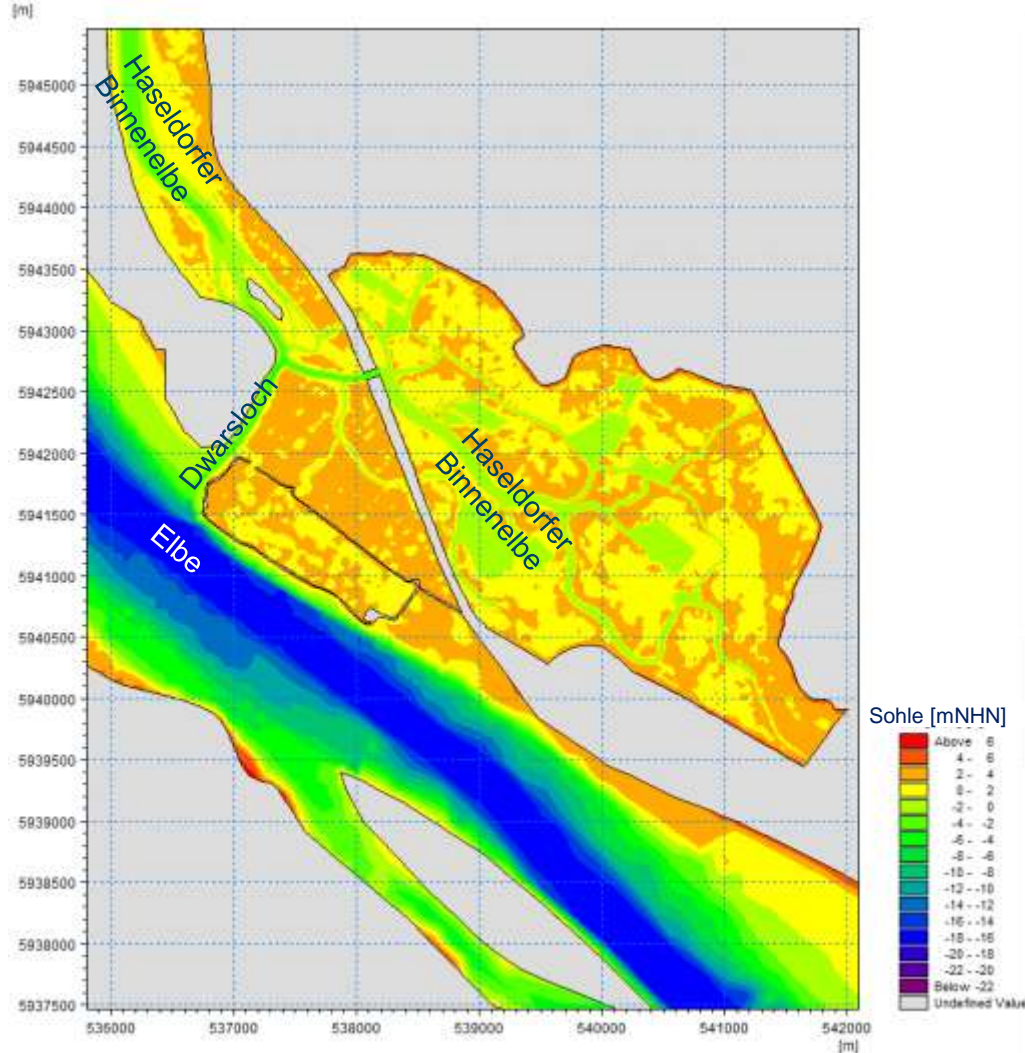 [m]
5945000
5944500
5944000
5943500
5943000
5942500
5942000
5941500
5941000
5940500
5940000
5939500
5939000
5938500
5938000
5937500
Haseldorfer
Binnenelbe
Dwarsloch
Elbe
Haseldorfer
Binnenelbe
Sohle [mNHN]
Above 6
4 - 6
2 - 4
0 - 2
-2 - 0
-4 - -2
-6 - -4
-8 - -6
-10 - -8
-12 - -10
-14 - -12
-16 - -14
-18 - -16
-20 - -18
-22 - -20
Below -22
Undefined Value
536000 537000 538000 539000 540000 541000 542000
[m]